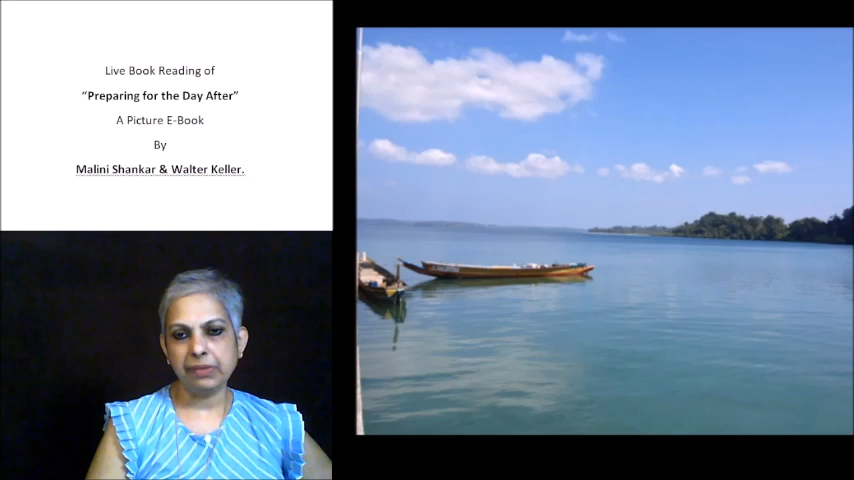 Live Book Reading of
“Preparing for the Day After”
A Picture E-Book
By
Malini Shankar & Walter Keller.